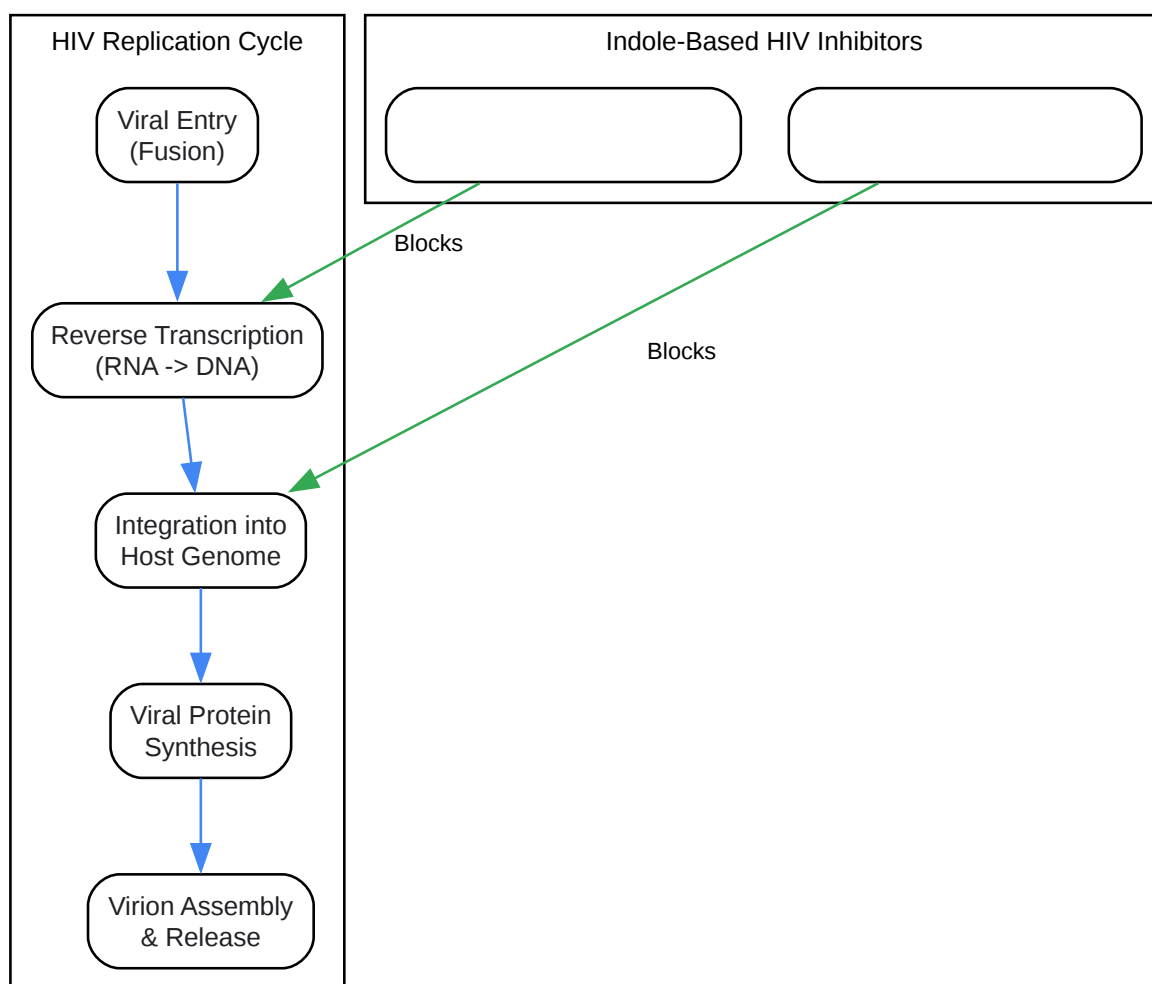 HIV Replication Cycle
Viral Entry
(Fusion)
Reverse Transcription
(RNA -> DNA)
Integration into
Host Genome
Viral Protein
Synthesis
Virion Assembly
& Release
Indole-Based HIV Inhibitors
Blocks
Blocks